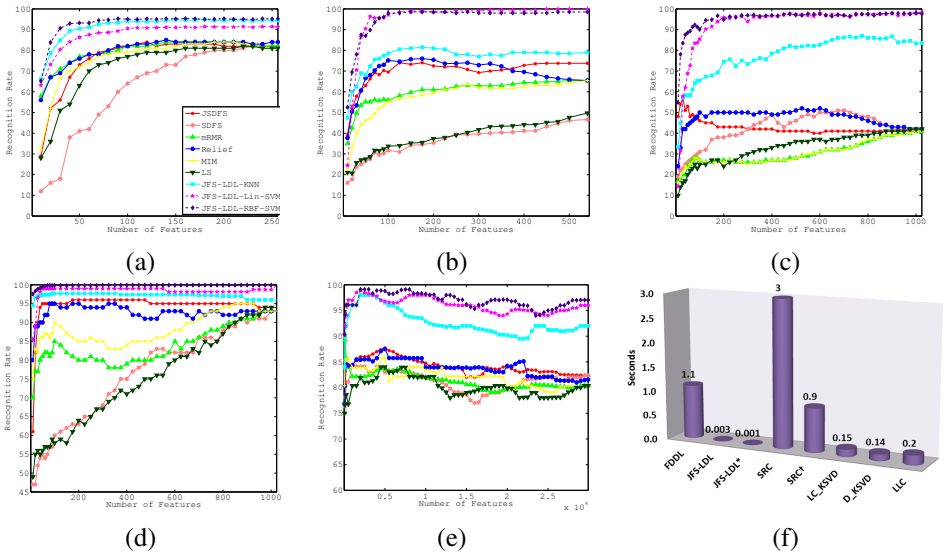 100
90
80
70
60
50
40
30
20
10
0
Recognition Rate
50 100 150 200 250
Number of Features
JSDFS
SDFS
mRMR
Relief
MIM
LS
JFS-LDL-KNN
JFS-LDL-Lin-SVM
JFS-LDL-RBF-SVM
(a)
100
90
80
70
60
50
40
30
20
10
0
Recognition Rate
100 200 300 400 500
Number of Features
(b)
100
90
80
70
60
50
40
30
20
10
0
Recognition Rate
200 400 600 800 1000
Number of Features
(c)
100
95
90
85
80
75
70
65
60
55
50
45
Recognition Rate
200 400 600 800 1000
Number of Features
(d)
100
95
90
85
80
75
70
65
60
Recognition Rate
0.5 1 1.5 2 2.5
x 10⁴
Number of Features
(e)
3.0
2.5
2.0
1.5
1.0
0.5
0.0
Seconds
1.1
0.003
0.001
3
0.9
0.15
0.14
0.2
FDDL
JFS-LDL
JFS-LDL*
SRC
SRC†
LC_KSVD
D_KSVD
LLC
(f)